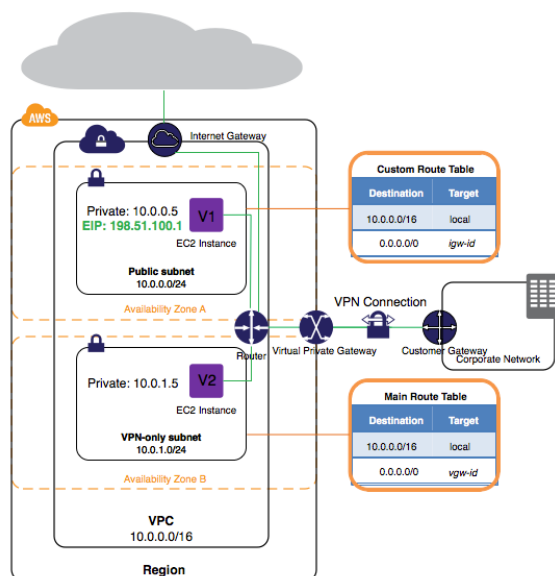 AWS
Internet Gateway
Private: 10.0.0.5
EIP: 198.51.100.1
V1
EC2 Instance
Public subnet
10.0.0.0/24
Availability Zone A
Custom Route Table
Destination Target
10.0.0.0/16 local
0.0.0.0/0 igw-id
VPN Connection
Router
Virtual Private Gateway
Customer Gateway
Corporate Network
Private: 10.0.1.5
V2
EC2 Instance
VPN-only subnet
10.0.1.0/24
Availability Zone B
Main Route Table
Destination Target
10.0.0.0/16 local
0.0.0.0/0 vgw-id
VPC
10.0.0.0/16
Region